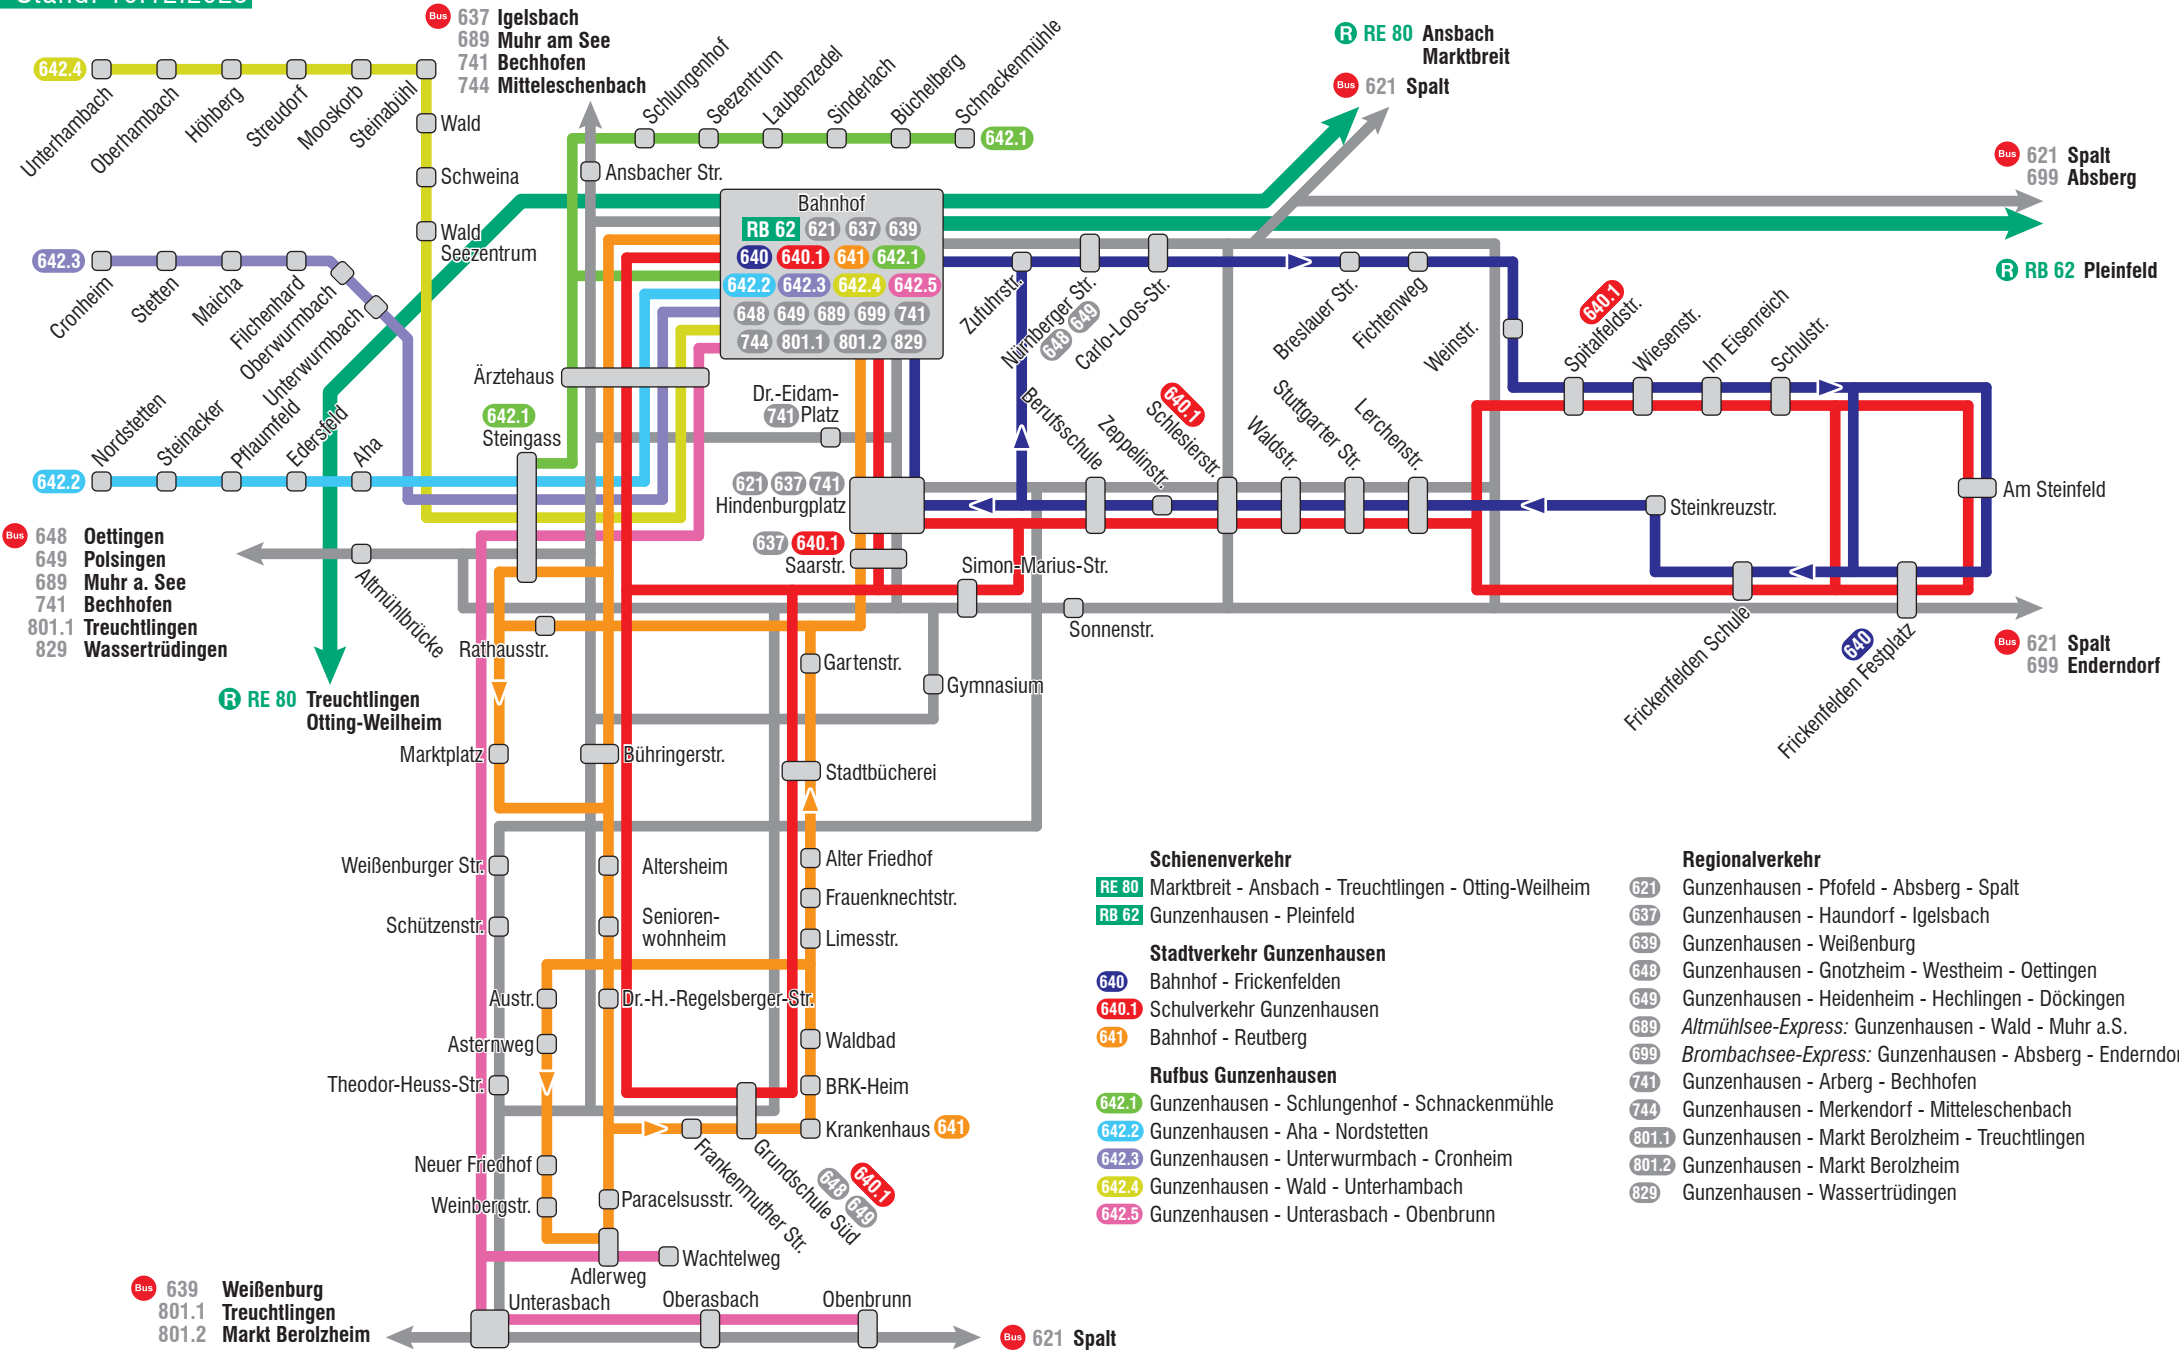 Bus 637 Igelsbach
689 Muhr am See
741 Bechhofen
744 Mitteleschenbach
R RE 80 Ansbach
Marktbreit
Bus 621 Spalt
Bus 621 Spalt
699 Absberg
R RB 62 Pleinfeld
642.4
Unterhambach
Oberhambach
Höhberg
Streudorf
Mooskorb
Steinabühl
Wald
Schweina
Wald
Seezentrum
Schlungenhof
Seezentrum
Laubenzedel
Sinderlach
Büchelberg
Schnackenmühle
642.1
Ansbacher Str.
Bahnhof
RB 62 621 637 639
640 640.1 641 642.1
642.2 642.3 642.4 642.5
648 649 689 699 741
744 801.1 801.2 829
642.3
Cronheim
Stetten
Maicha
Filchenhard
Oberwurmbach
Unterwurmbach
642.2
Nordstetten
Steinacker
Pflaumfeld
Edersfeld
Aha
Ärztehaus
642.1
Steingass
Dr.-Eidam-
741 Platz
621 637 741
Hindenburgplatz
637 640.1
Saarstr.
Zufuhrstr.
Nürnberger Str.
648 649
Carlo-Loos-Str.
Breslauer Str.
Fichtenweg
Weinstr.
640.1
Spitalfeldstr.
Wiesenstr.
Im Eisenreich
Schulstr.
Berufsschule
Zeppelinstr.
640.1
Schlesierstr.
Waldstr.
Stuttgarter Str.
Lerchenstr.
Steinkreuzstr.
Am Steinfeld
Frickenfelden Schule
640
Frickenfelden Festplatz
Bus 621 Spalt
699 Enderndorf
Bus 648 Oettingen
649 Polsingen
689 Muhr a. See
741 Bechhofen
801.1 Treuchtlingen
829 Wassertrüdingen
R RE 80 Treuchtlingen
Otting-Weilheim
Altmühlbrücke
Rathausstr.
Simon-Marius-Str.
Sonnenstr.
Gartenstr.
Gymnasium
Marktplatz
Bühringerstr.
Stadtbücherei
Weißenburger Str.
Altersheim
Alter Friedhof
Schützenstr.
Senioren-
wohnheim
Frauenknechtstr.
Limesstr.
Austr.
Dr.-H.-Regelsberger-Str.
Asternweg
Waldbad
Theodor-Heuss-Str.
BRK-Heim
Krankenhaus 641
Neuer Friedhof
Weinbergstr.
Paracelsusstr.
Frankenmuther Str.
Grundschule Süd
648 640.1
649
Wachtelweg
Adlerweg
Unterasbach
Oberasbach
Obenbrunn
Bus 639 Weißenburg
801.1 Treuchtlingen
801.2 Markt Berolzheim
Bus 621 Spalt
Schienenverkehr
RE 80 Marktbreit - Ansbach - Treuchtlingen - Otting-Weilheim
RB 62 Gunzenhausen - Pleinfeld
Stadtverkehr Gunzenhausen
640 Bahnhof - Frickenfelden
640.1 Schulverkehr Gunzenhausen
641 Bahnhof - Reutberg
Rufbus Gunzenhausen
642.1 Gunzenhausen - Schlungenhof - Schnackenmühle
642.2 Gunzenhausen - Aha - Nordstetten
642.3 Gunzenhausen - Unterwurmbach - Cronheim
642.4 Gunzenhausen - Wald - Unterhambach
642.5 Gunzenhausen - Unterasbach - Obenbrunn
Regionalverkehr
621 Gunzenhausen - Pfofeld - Absberg - Spalt
637 Gunzenhausen - Haundorf - Igelsbach
639 Gunzenhausen - Weißenburg
648 Gunzenhausen - Gnotzheim - Westheim - Oettingen
649 Gunzenhausen - Heidenheim - Hechlingen - Döckingen
689 Altmühlsee-Express: Gunzenhausen - Wald - Muhr a.S.
699 Brombachsee-Express: Gunzenhausen - Absberg - Enderndor
741 Gunzenhausen - Arberg - Bechhofen
744 Gunzenhausen - Merkendorf - Mitteleschenbach
801.1 Gunzenhausen - Markt Berolzheim - Treuchtlingen
801.2 Gunzenhausen - Markt Berolzheim
829 Gunzenhausen - Wassertrüdingen